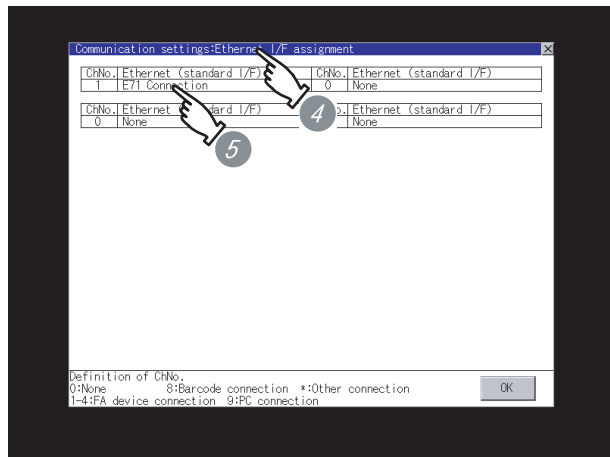 Communication settings:Ethernet I/F assignment
ChNo. Ethernet (standard I/F) ChNo. Ethernet (standard I/F)
1 E71 Connection 0 None
ChNo. Ethernet (standard I/F) Ethernet (standard I/F)
0 None None
4
5
Definition of ChNo.
0:None 8:Barcode connection *:Other connection
1-4:FA device connection 9:PC connection
OK